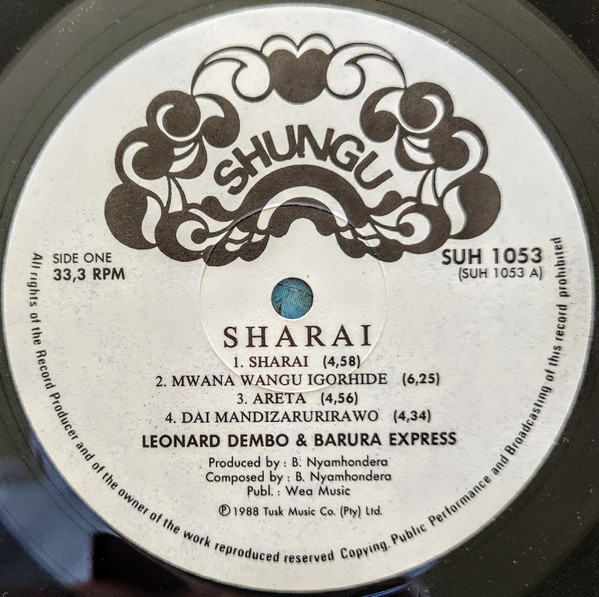 SHUNGU
SIDE ONE
33,3 RPM
SUH 1053
(SUH 1053 A)
SHARAI
1. SHARAI (4,58)
2. MWANA WANGU IGORHIDE (6,25)
3. ARETA (4,56)
4. DAI MANDIZARURIRAWO (4,34)
LEONARD DEMBO & BARURA EXPRESS
Produced by : B. Nyamhondera
Composed by : B. Nyamhondera
Publ. : Wea Music
℗ 1988 Tusk Music Co. (Pty) Ltd.
All rights of the Record Producer and of the owner of the work reproduced reserved Copying, Public Performance and Broadcasting of this record prohibited